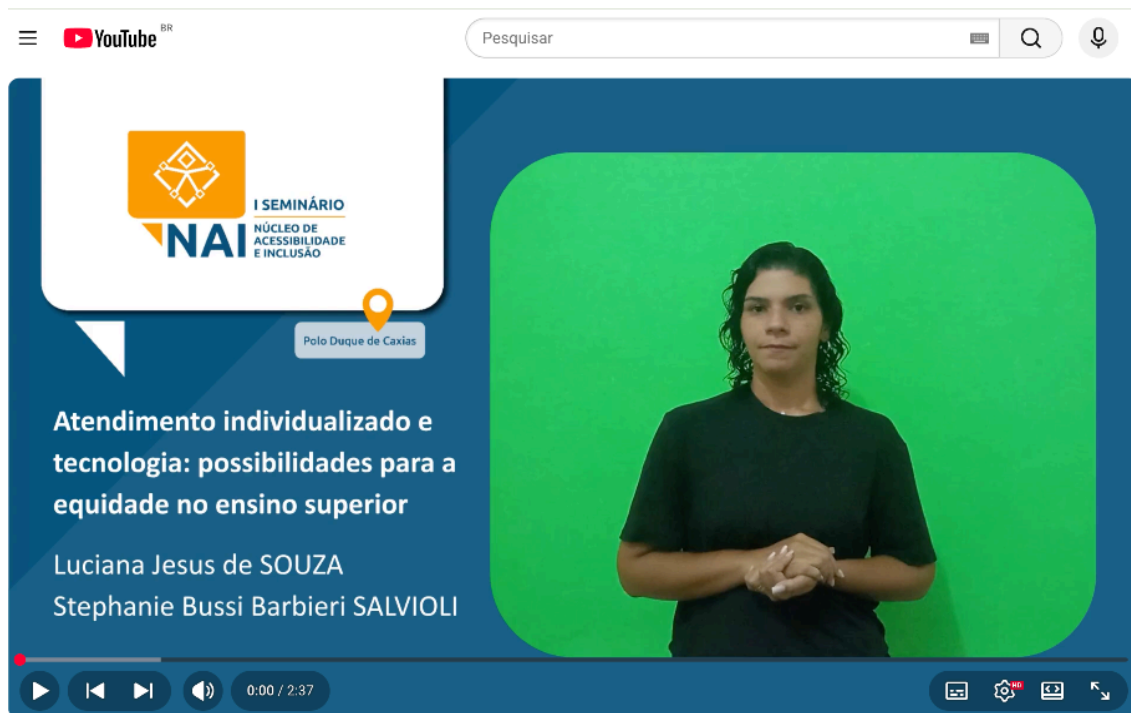 YouTube BR
Pesquisar
I SEMINÁRIO
NAI
NÚCLEO DE
ACESSIBILIDADE
E INCLUSÃO
Polo Duque de Caxias
Atendimento individualizado e
tecnologia: possibilidades para a
equidade no ensino superior
Luciana Jesus de SOUZA
Stephanie Bussi Barbieri SALVIOLI
0:00 / 2:37
HD